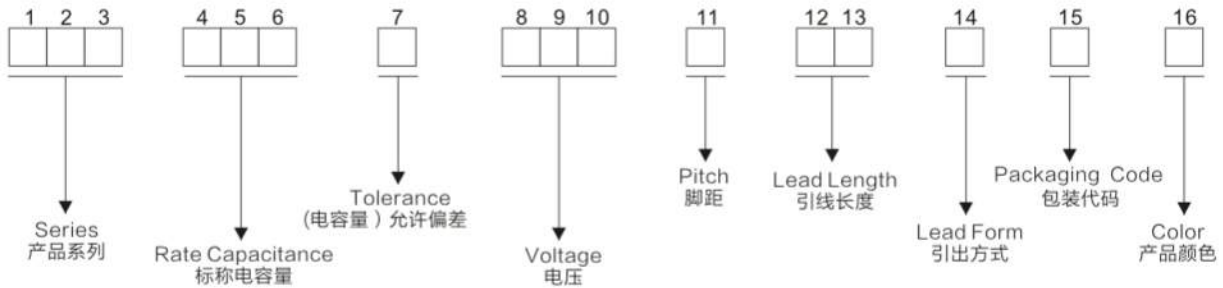 1 2 3 4 5 6 7 8 9 10 11 12 13 14 15 16
Series
产品系列
Rate Capacitance
标称电容量
Tolerance
(电容量)允许偏差
Voltage
电压
Pitch
脚距
Lead Length
引线长度
Lead Form
引出方式
Packaging Code
包装代码
Color
产品颜色